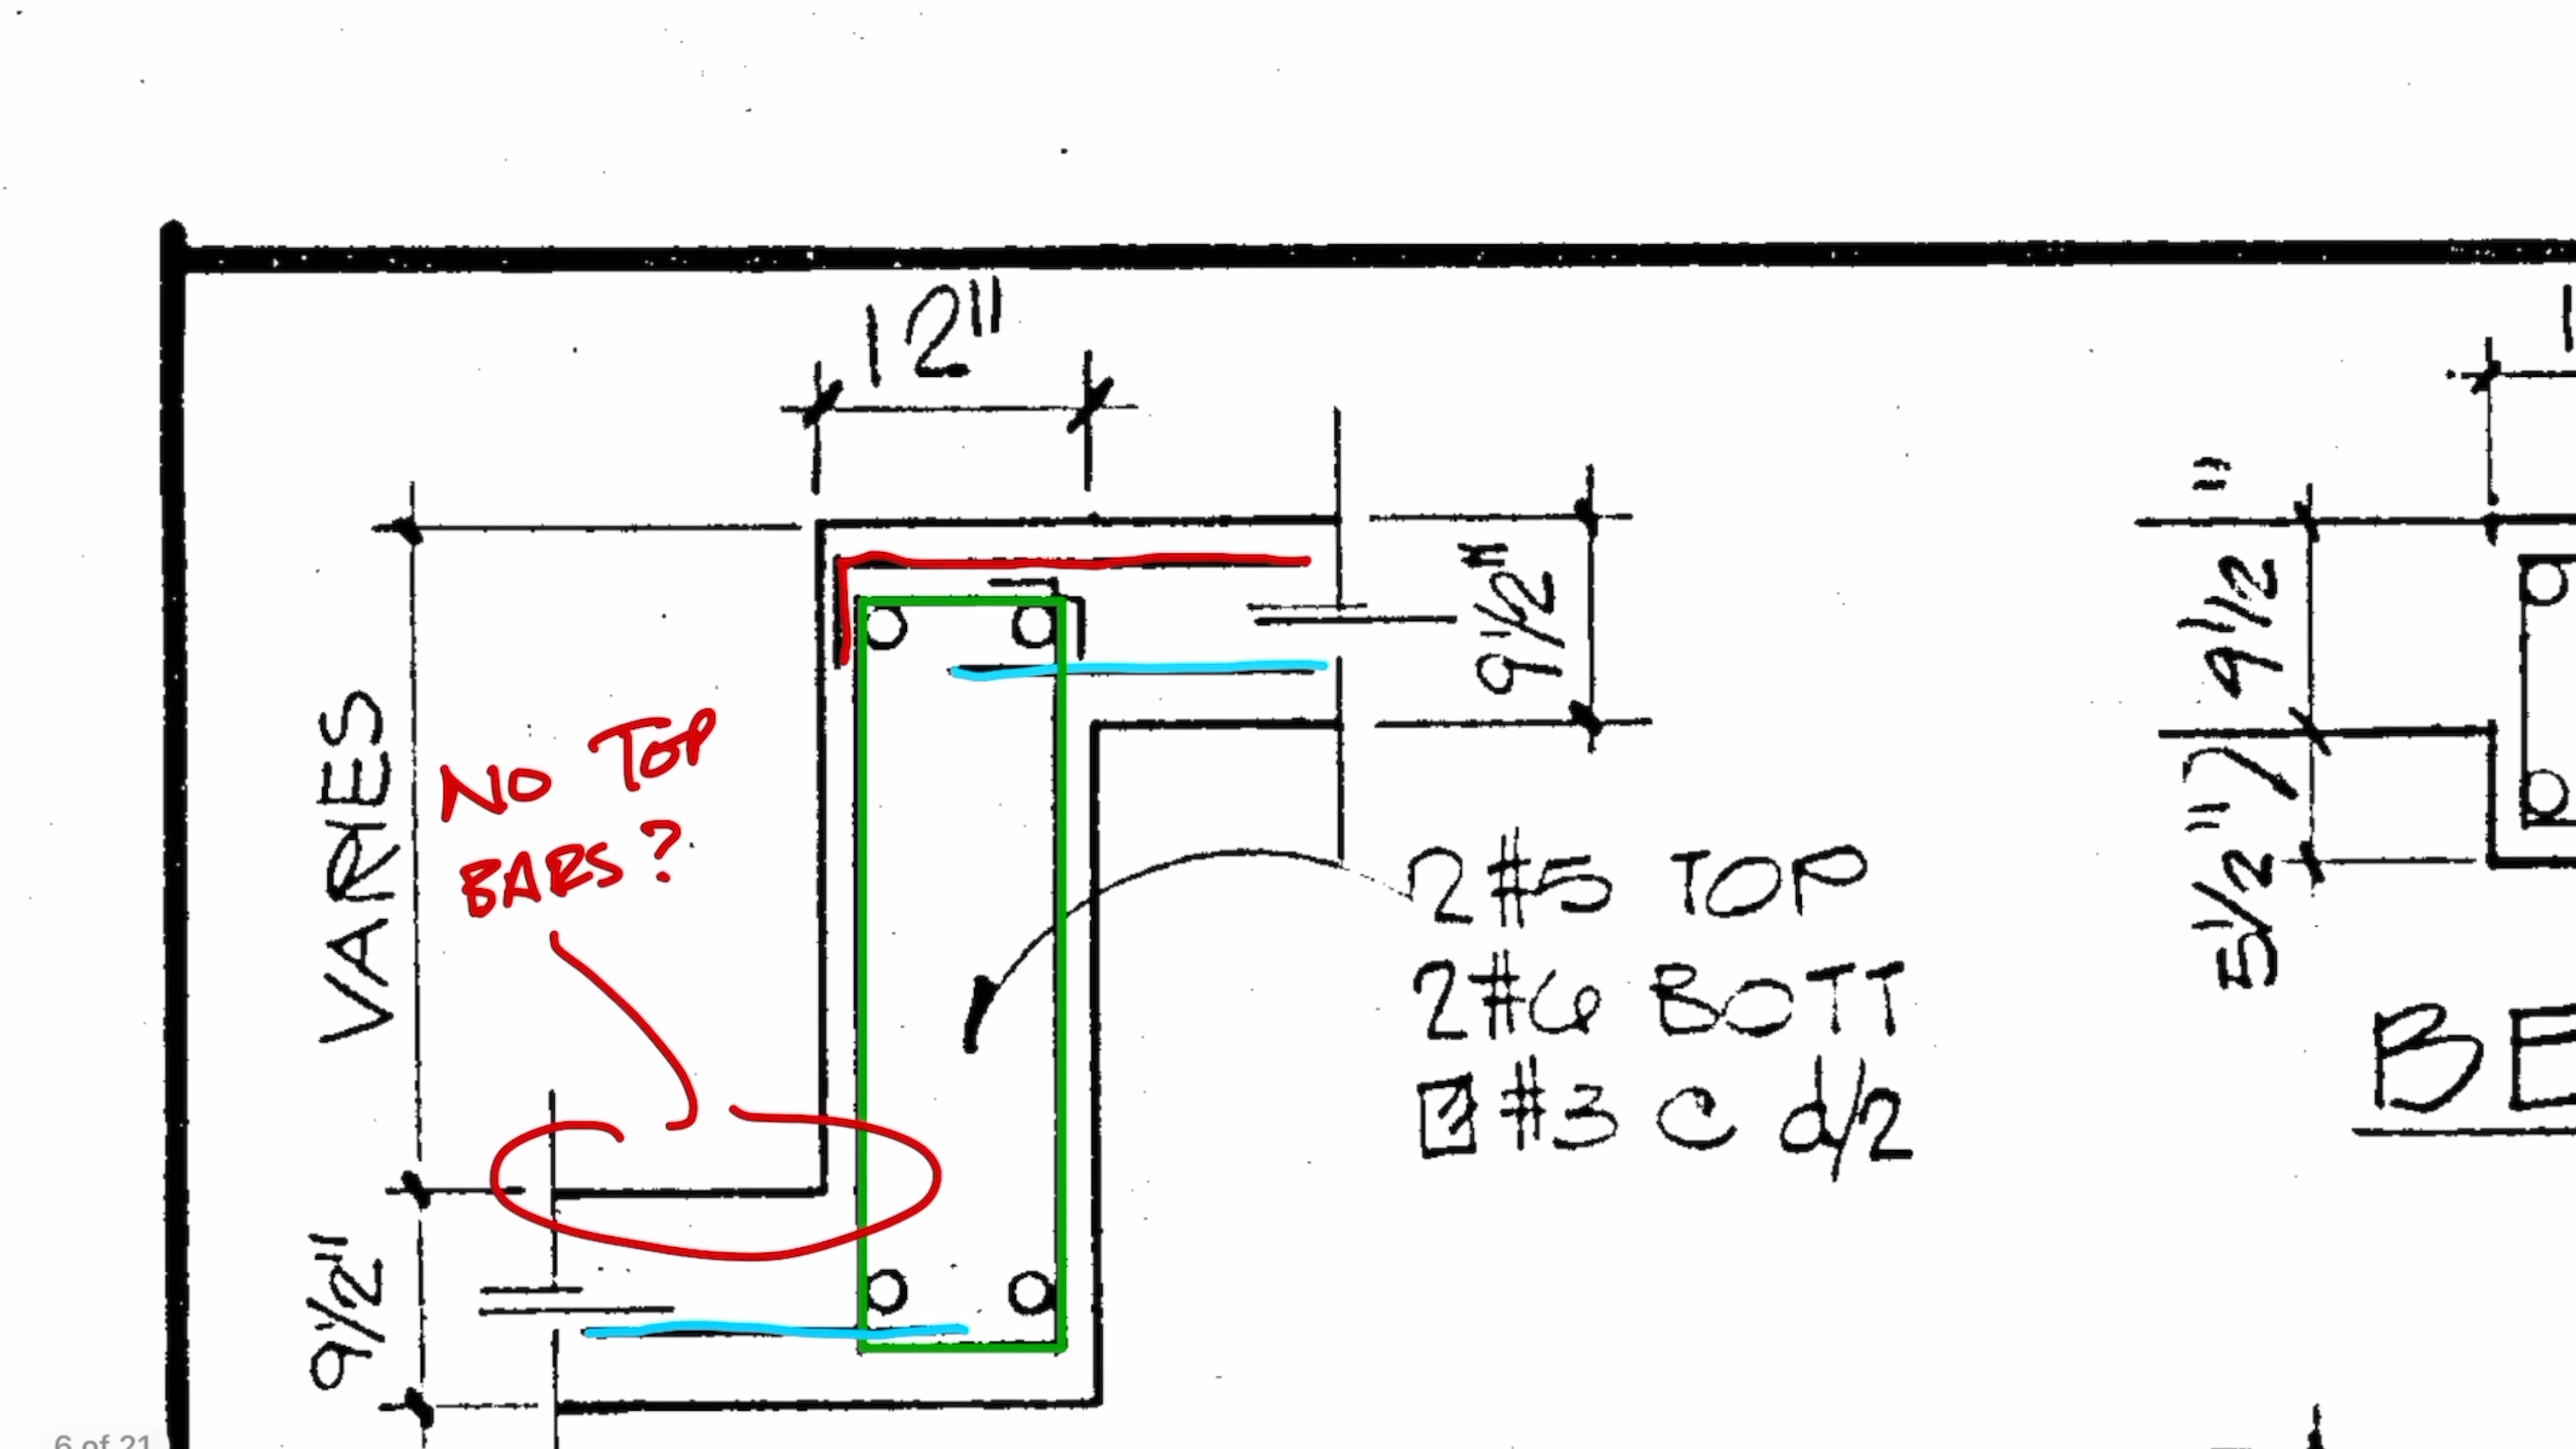 12"
VARIES
9 1/2"
NO TOP
BARS?
2 #5 TOP
2 #6 BOTT
#3 @ d/2
9 1/2"
9 1/2
5 1/2")
BE
6 of 21